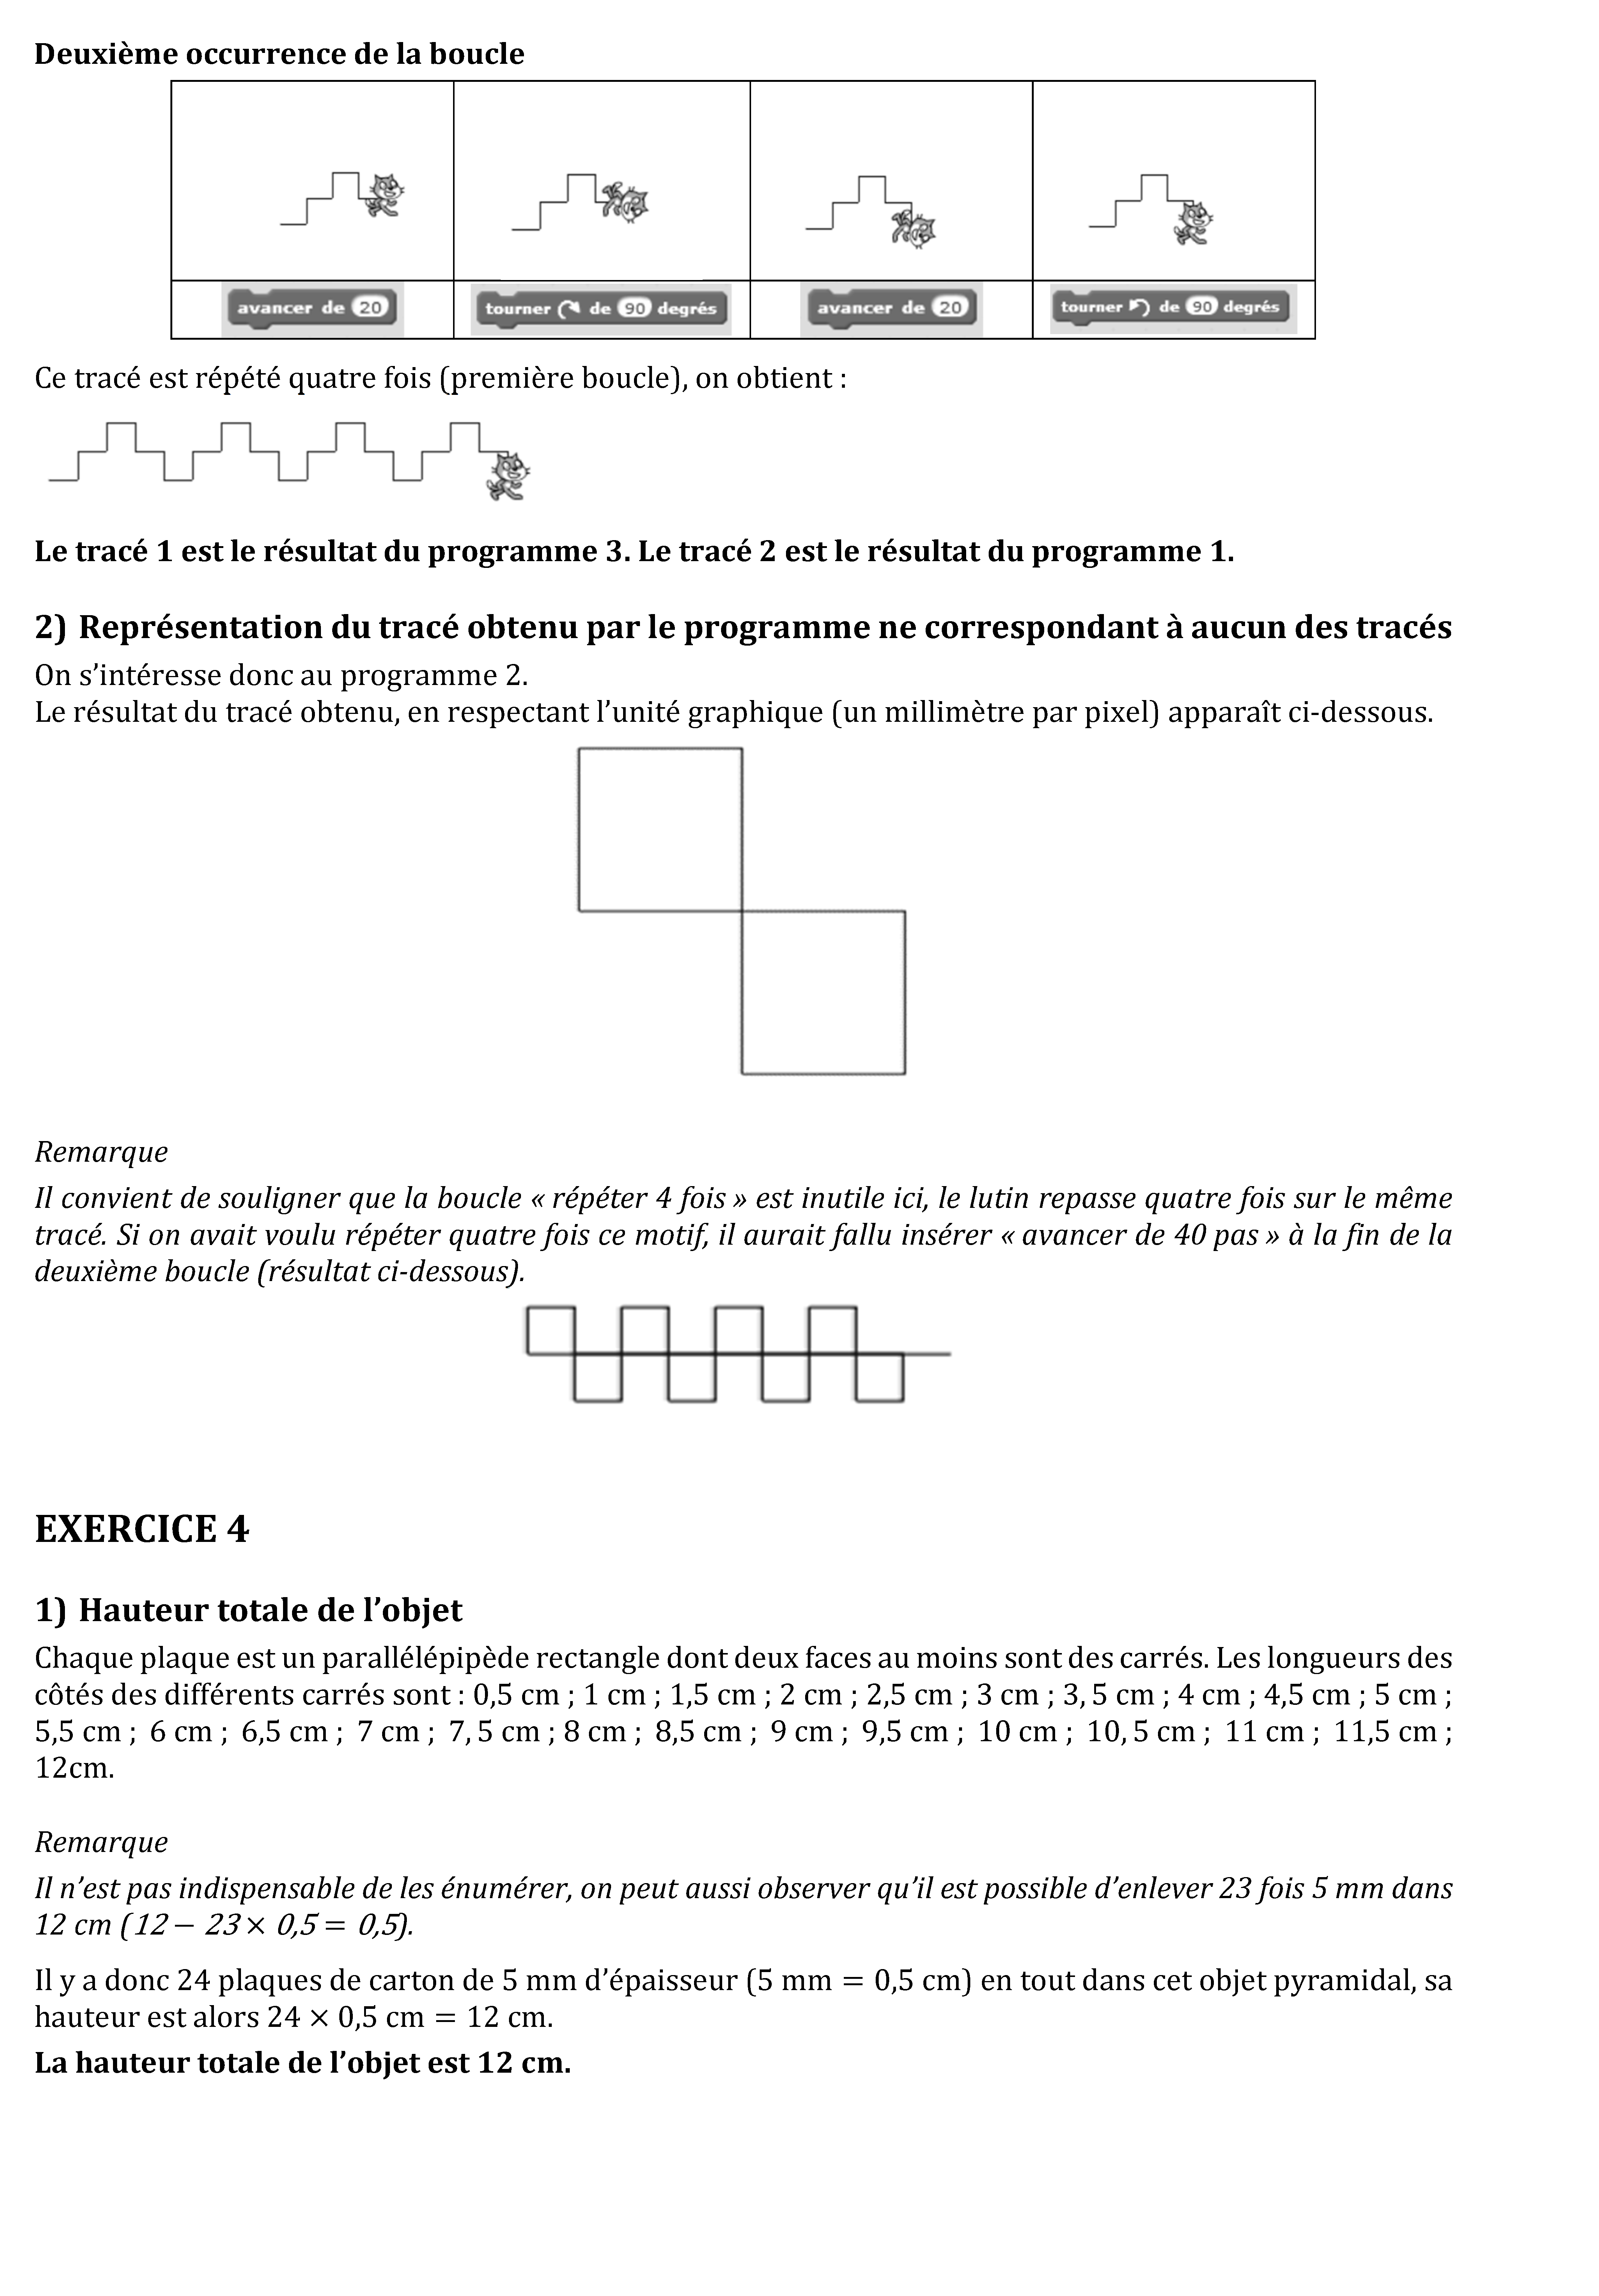 Deuxième occurrence de la boucle
avancer de 20
tourner de 90 degrés
avancer de 20
tourner de 90 degrés
Ce tracé est répété quatre fois (première boucle), on obtient :
Le tracé 1 est le résultat du programme 3. Le tracé 2 est le résultat du programme 1.
2) Représentation du tracé obtenu par le programme ne correspondant à aucun des tracés
On s’intéresse donc au programme 2.
Le résultat du tracé obtenu, en respectant l’unité graphique (un millimètre par pixel) apparaît ci-dessous.
Remarque
Il convient de souligner que la boucle « répéter 4 fois » est inutile ici, le lutin repasse quatre fois sur le même
tracé. Si on avait voulu répéter quatre fois ce motif, il aurait fallu insérer « avancer de 40 pas » à la fin de la
deuxième boucle (résultat ci-dessous).
EXERCICE 4
1) Hauteur totale de l’objet
Chaque plaque est un parallélépipède rectangle dont deux faces au moins sont des carrés. Les longueurs des
côtés des différents carrés sont : 0,5 cm ; 1 cm ; 1,5 cm ; 2 cm ; 2,5 cm ; 3 cm ; 3, 5 cm ; 4 cm ; 4,5 cm ; 5 cm ;
5,5 cm ; 6 cm ; 6,5 cm ; 7 cm ; 7, 5 cm ; 8 cm ; 8,5 cm ; 9 cm ; 9,5 cm ; 10 cm ; 10, 5 cm ; 11 cm ; 11,5 cm ;
12cm.
Remarque
Il n’est pas indispensable de les énumérer, on peut aussi observer qu’il est possible d’enlever 23 fois 5 mm dans
12 cm (12 − 23 × 0,5 = 0,5).
Il y a donc 24 plaques de carton de 5 mm d’épaisseur (5 mm = 0,5 cm) en tout dans cet objet pyramidal, sa
hauteur est alors 24 × 0,5 cm = 12 cm.
La hauteur totale de l’objet est 12 cm.